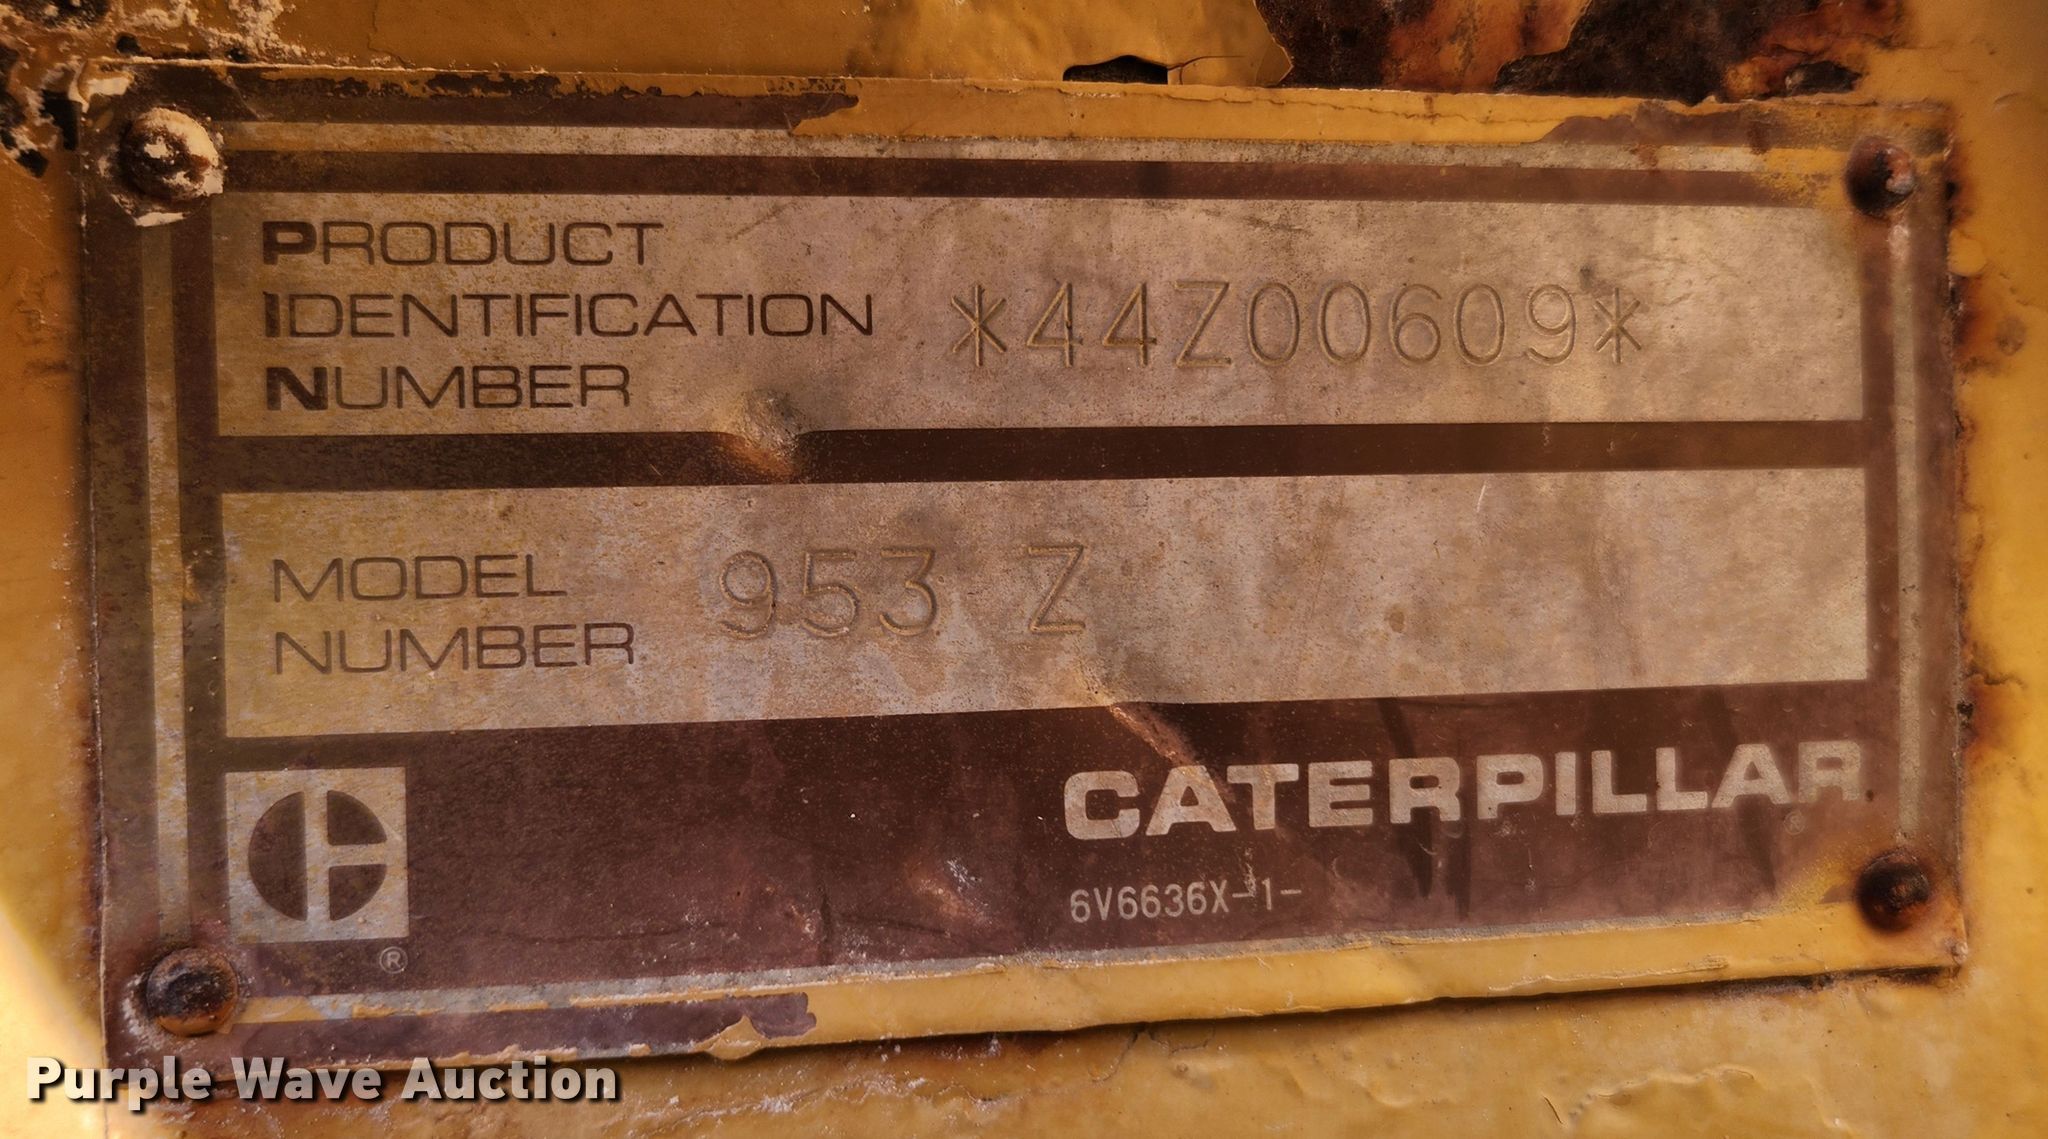 PRODUCT
IDENTIFICATION *44Z00609*
NUMBER
MODEL 953 Z
NUMBER
CATERPILLAR
6V6636X-1-
®
Purple Wave Auction